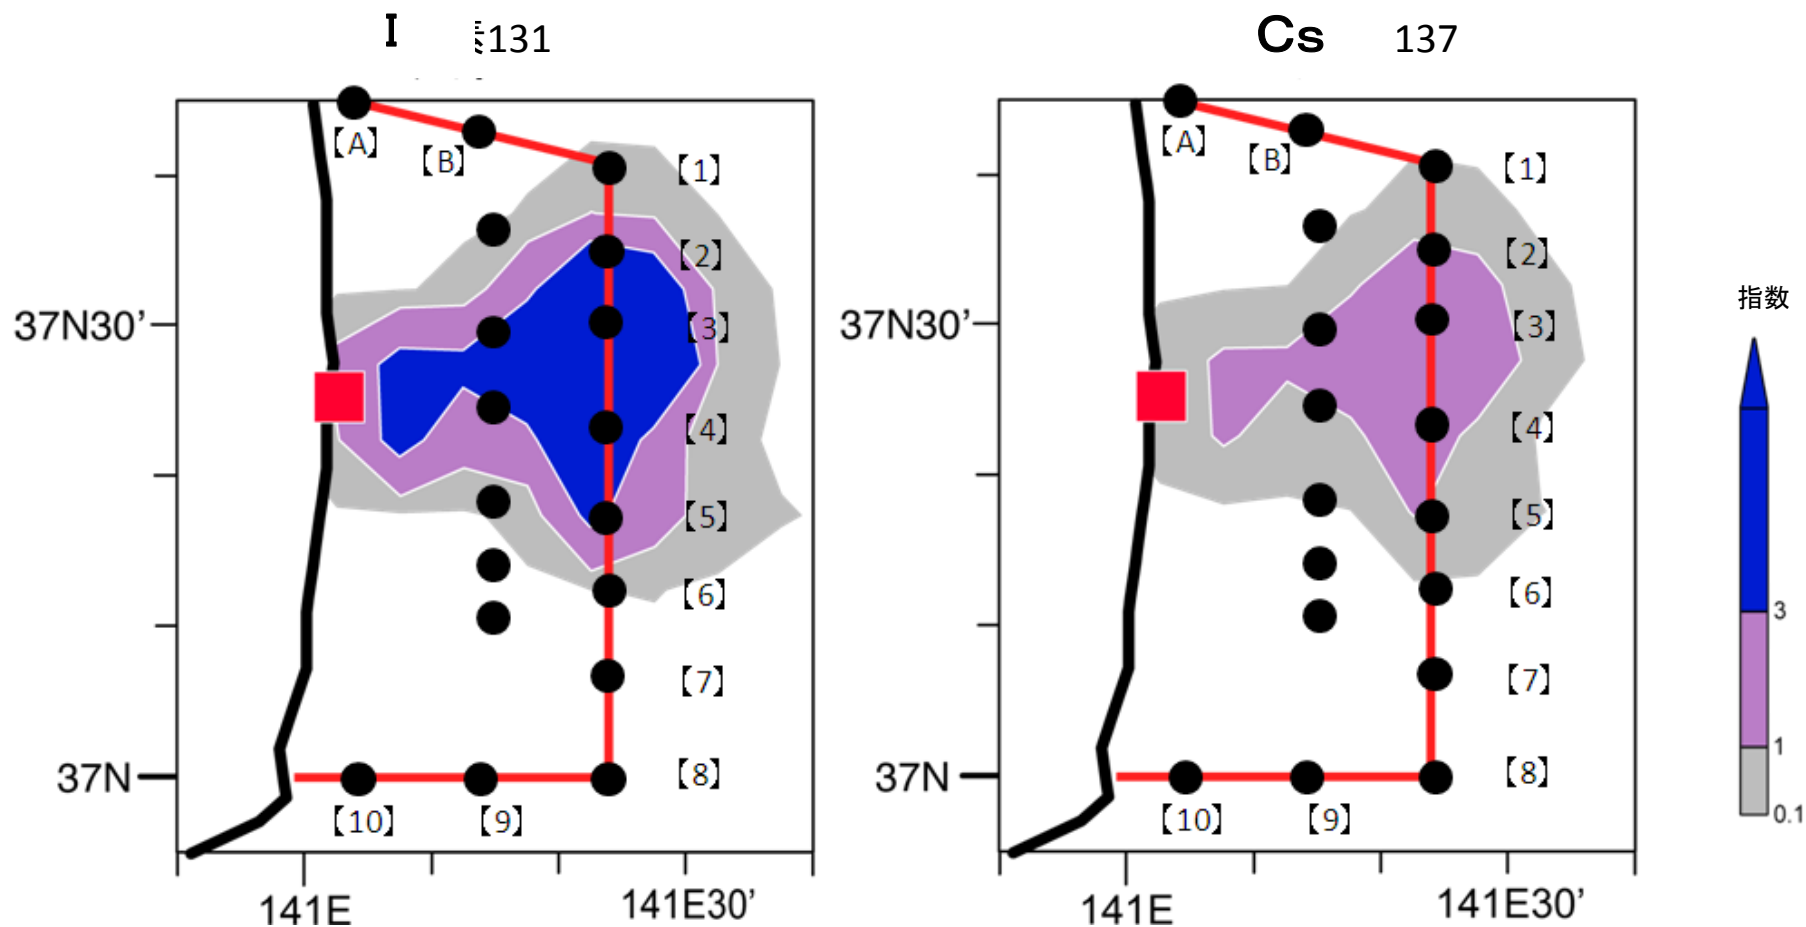 I 131
Cs 137
【A】
【B】
【1】
【2】
【3】
【4】
【5】
【6】
【7】
【8】
【10】 【9】
37N30’
37N
141E 141E30’
【A】
【B】
【1】
【2】
【3】
【4】
【5】
【6】
【7】
【8】
【10】 【9】
37N30’
37N
141E 141E30’
指数
3
1
0.1